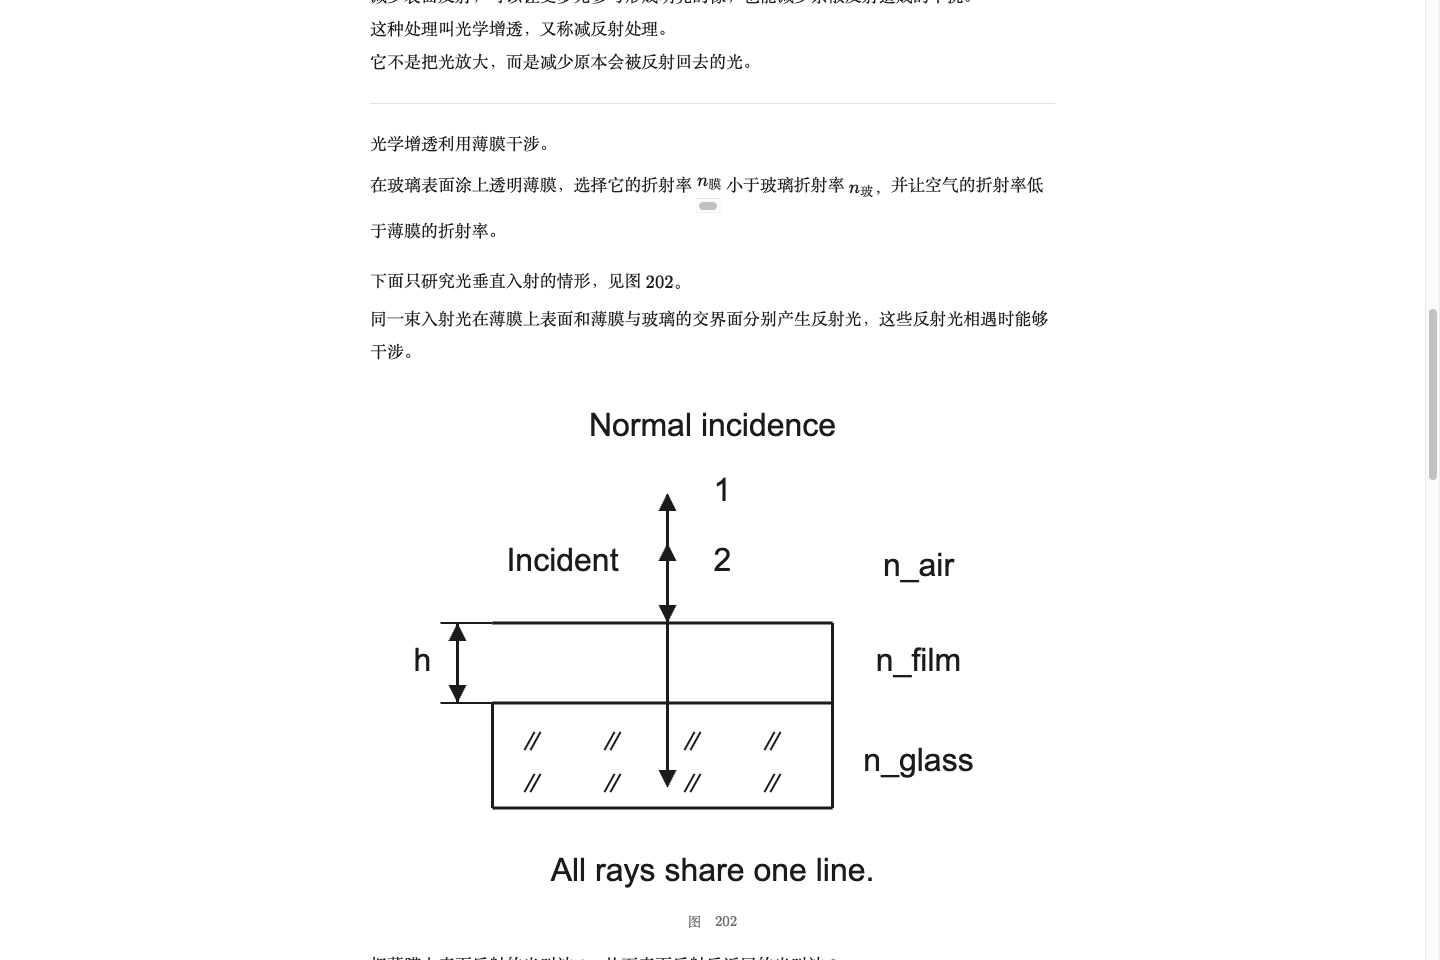 这种处理叫光学增透，又称减反射处理。
它不是把光放大，而是减少原本会被反射回去的光。
光学增透利用薄膜干涉。
在玻璃表面涂上透明薄膜，选择它的折射率 n膜 小于玻璃折射率 n玻，并让空气的折射率低
于薄膜的折射率。
下面只研究光垂直入射的情形，见图 202。
同一束入射光在薄膜上表面和薄膜与玻璃的交界面分别产生反射光，这些反射光相遇时能够
干涉。
Normal incidence
1
Incident
2
n_air
h
n_film
// // // //
// // // //
n_glass
All rays share one line.
图 202